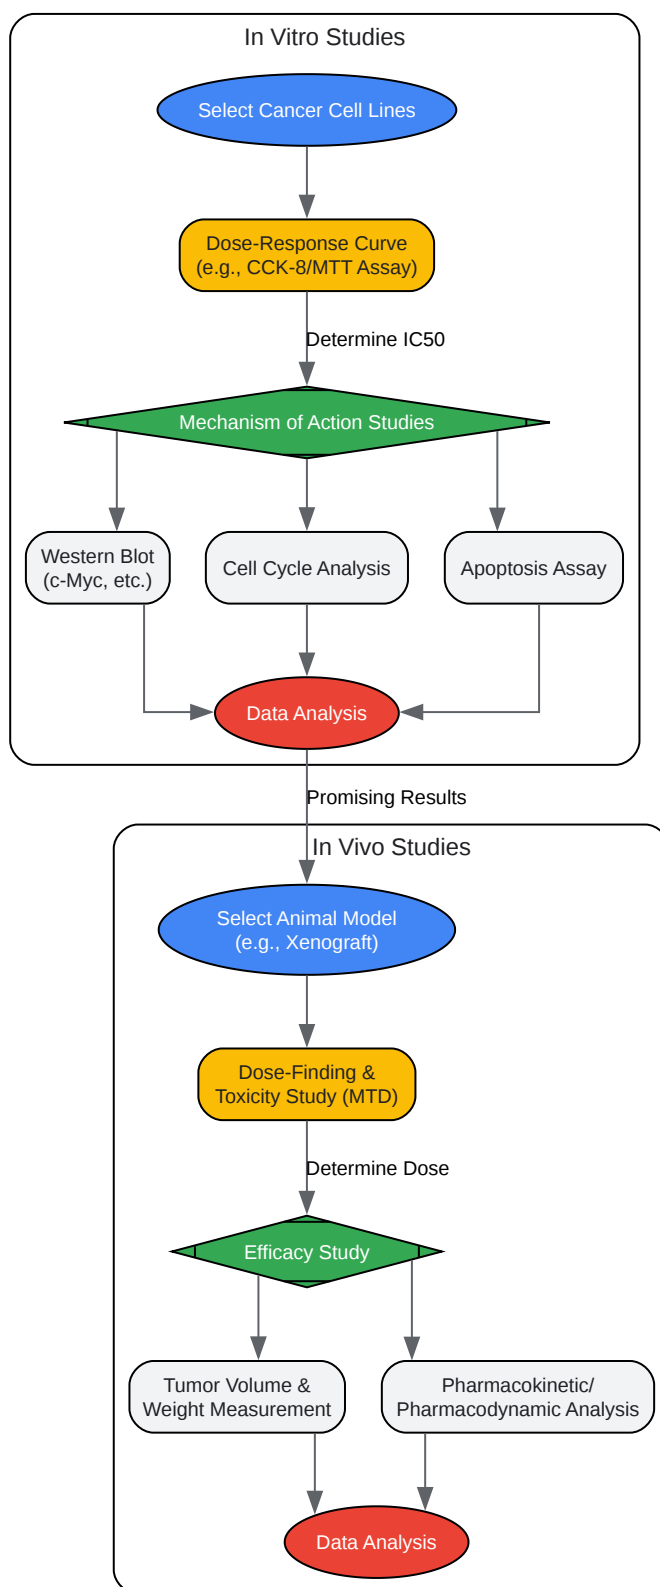 In Vitro Studies
Select Cancer Cell Lines
Dose-Response Curve
(e.g., CCK-8/MTT Assay)
Determine IC50
Mechanism of Action Studies
Western Blot
(c-Myc, etc.)
Cell Cycle Analysis
Apoptosis Assay
Data Analysis
Promising Results
In Vivo Studies
Select Animal Model
(e.g., Xenograft)
Dose-Finding &
Toxicity Study (MTD)
Determine Dose
Efficacy Study
Tumor Volume &
Weight Measurement
Pharmacokinetic/
Pharmacodynamic Analysis
Data Analysis